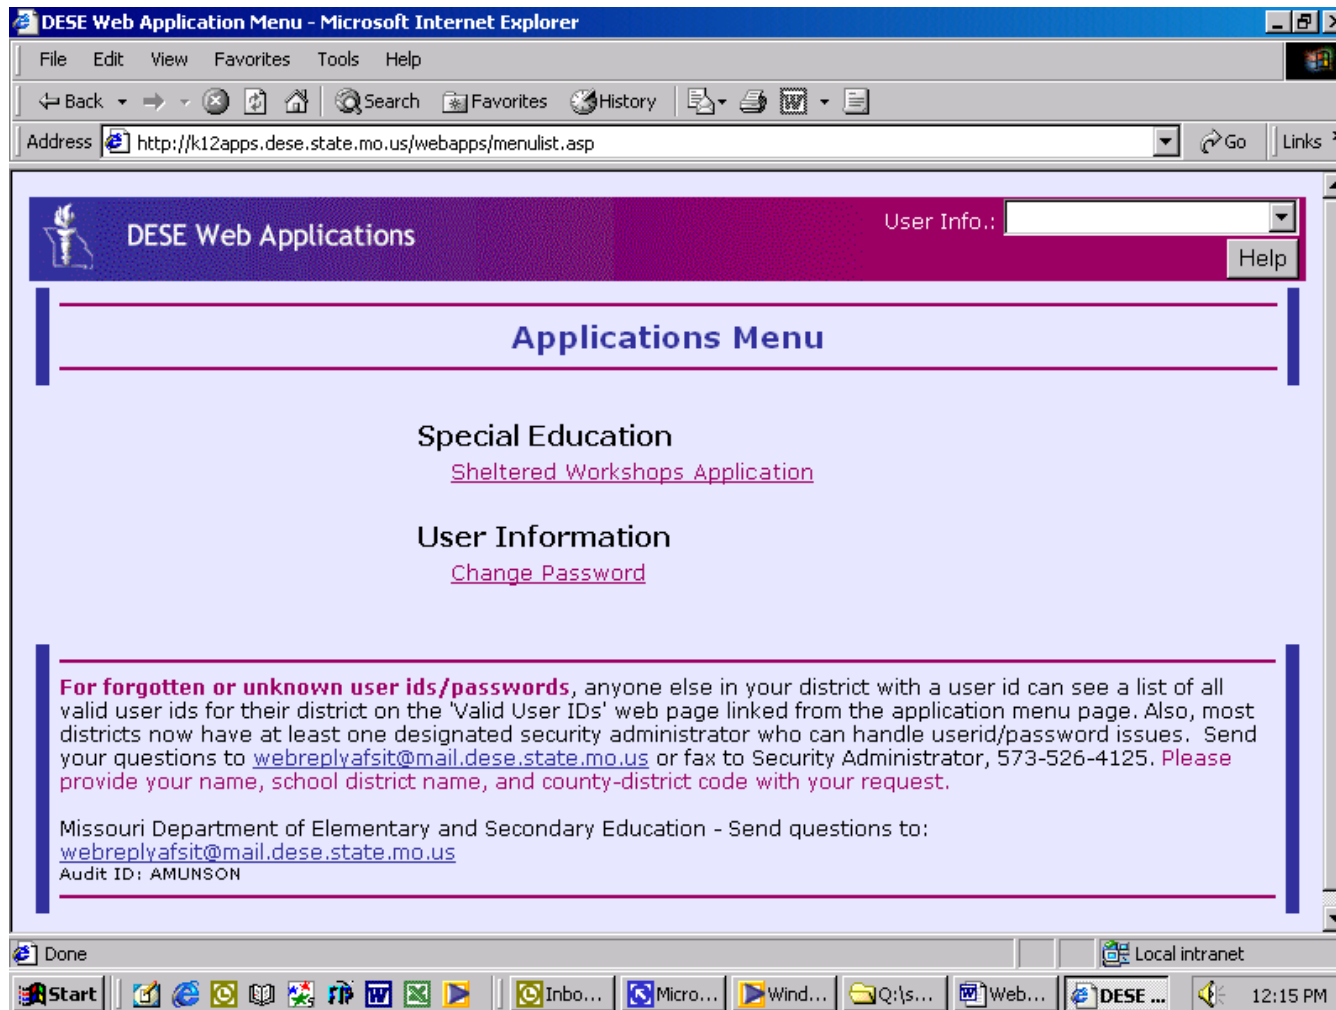 DESE Web Application Menu - Microsoft Internet Explorer
File Edit View Favorites Tools Help
Back Search Favorites History
Address http://k12apps.dese.state.mo.us/webapps/menulist.asp Go Links
DESE Web Applications
User Info.:
Help
Applications Menu
Special Education
Sheltered Workshops Application
User Information
Change Password
For forgotten or unknown user ids/passwords, anyone else in your district with a user id can see a list of all
valid user ids for their district on the 'Valid User IDs' web page linked from the application menu page. Also, most
districts now have at least one designated security administrator who can handle userid/password issues. Send
your questions to webreplyafsit@mail.dese.state.mo.us or fax to Security Administrator, 573-526-4125. Please
provide your name, school district name, and county-district code with your request.
Missouri Department of Elementary and Secondary Education - Send questions to:
webreplyafsit@mail.dese.state.mo.us
Audit ID: AMUNSON
Done Local intranet
Start Inbo... Micro... Wind... Q:\s... Web... DESE ... 12:15 PM